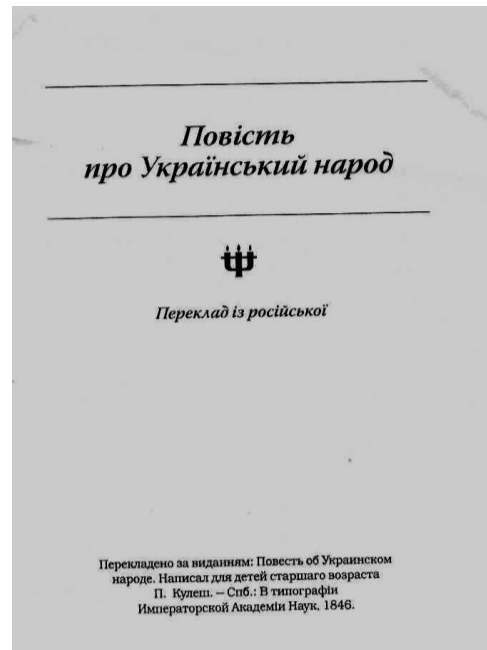 Повість
про Український народ
Переклад із російської
Перекладено за виданням: Повесть об Украинском
народе. Написал для детей старшаго возраста
П. Кулеш. – Спб.: В типографіи
Императорской Академіи Наук, 1846.